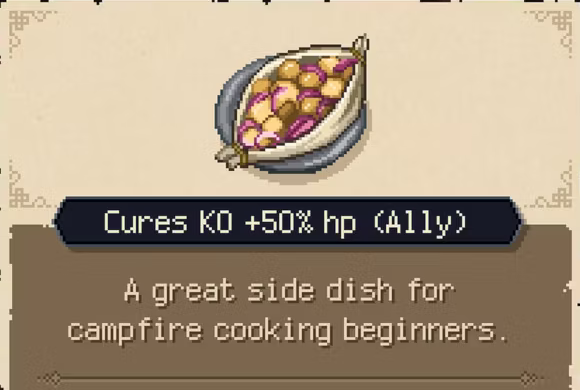 Cures KO +50% hp (Ally)
A great side dish for
campfire cooking beginners.